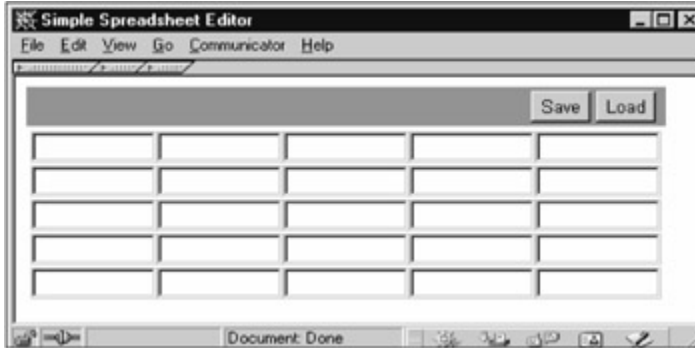 Simple Spreadsheet Editor
File Edit View Go Communicator Help
Save Load
Document: Done